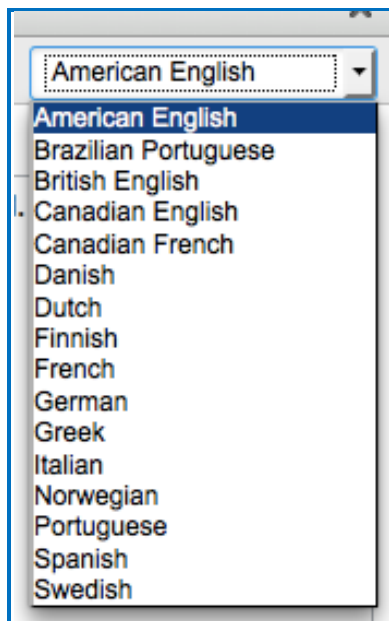 American English
American English
Brazilian Portuguese
British English
Canadian English
Canadian French
Danish
Dutch
Finnish
French
German
Greek
Italian
Norwegian
Portuguese
Spanish
Swedish